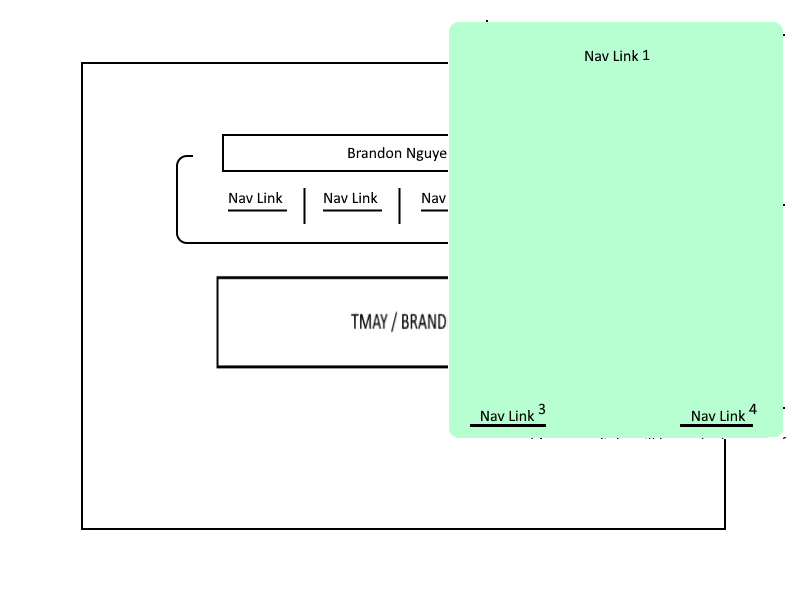 Nav Link 1
Brandon Nguye
Nav Link
Nav Link
Nav
TMAY / BRAND
Nav Link 3
Nav Link 4